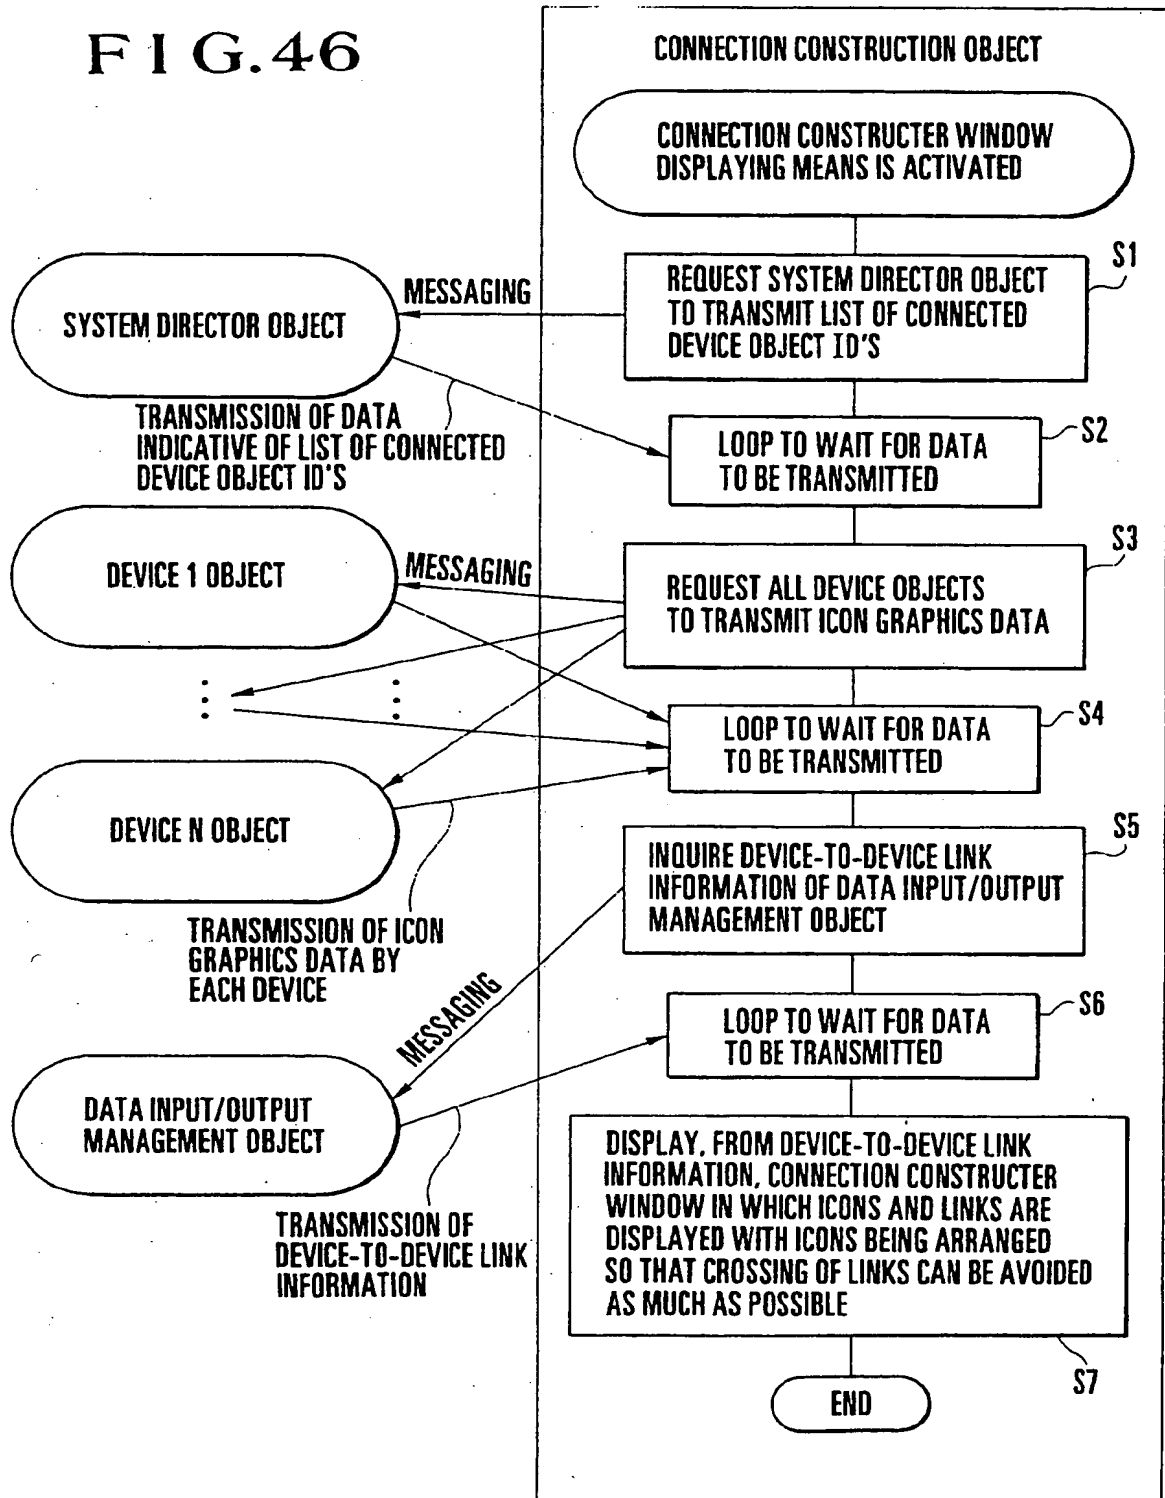 FIG.46
CONNECTION CONSTRUCTION OBJECT
CONNECTION CONSTRUCTER WINDOW
DISPLAYING MEANS IS ACTIVATED
S1
REQUEST SYSTEM DIRECTOR OBJECT
TO TRANSMIT LIST OF CONNECTED
DEVICE OBJECT ID'S
MESSAGING
SYSTEM DIRECTOR OBJECT
TRANSMISSION OF DATA
INDICATIVE OF LIST OF CONNECTED
DEVICE OBJECT ID'S
S2
LOOP TO WAIT FOR DATA
TO BE TRANSMITTED
S3
REQUEST ALL DEVICE OBJECTS
TO TRANSMIT ICON GRAPHICS DATA
MESSAGING
DEVICE 1 OBJECT
S4
LOOP TO WAIT FOR DATA
TO BE TRANSMITTED
DEVICE N OBJECT
TRANSMISSION OF ICON
GRAPHICS DATA BY
EACH DEVICE
S5
INQUIRE DEVICE-TO-DEVICE LINK
INFORMATION OF DATA INPUT/OUTPUT
MANAGEMENT OBJECT
MESSAGING
S6
LOOP TO WAIT FOR DATA
TO BE TRANSMITTED
DATA INPUT/OUTPUT
MANAGEMENT OBJECT
TRANSMISSION OF
DEVICE-TO-DEVICE LINK
INFORMATION
DISPLAY, FROM DEVICE-TO-DEVICE LINK
INFORMATION, CONNECTION CONSTRUCTER
WINDOW IN WHICH ICONS AND LINKS ARE
DISPLAYED WITH ICONS BEING ARRANGED
SO THAT CROSSING OF LINKS CAN BE AVOIDED
AS MUCH AS POSSIBLE
S7
END